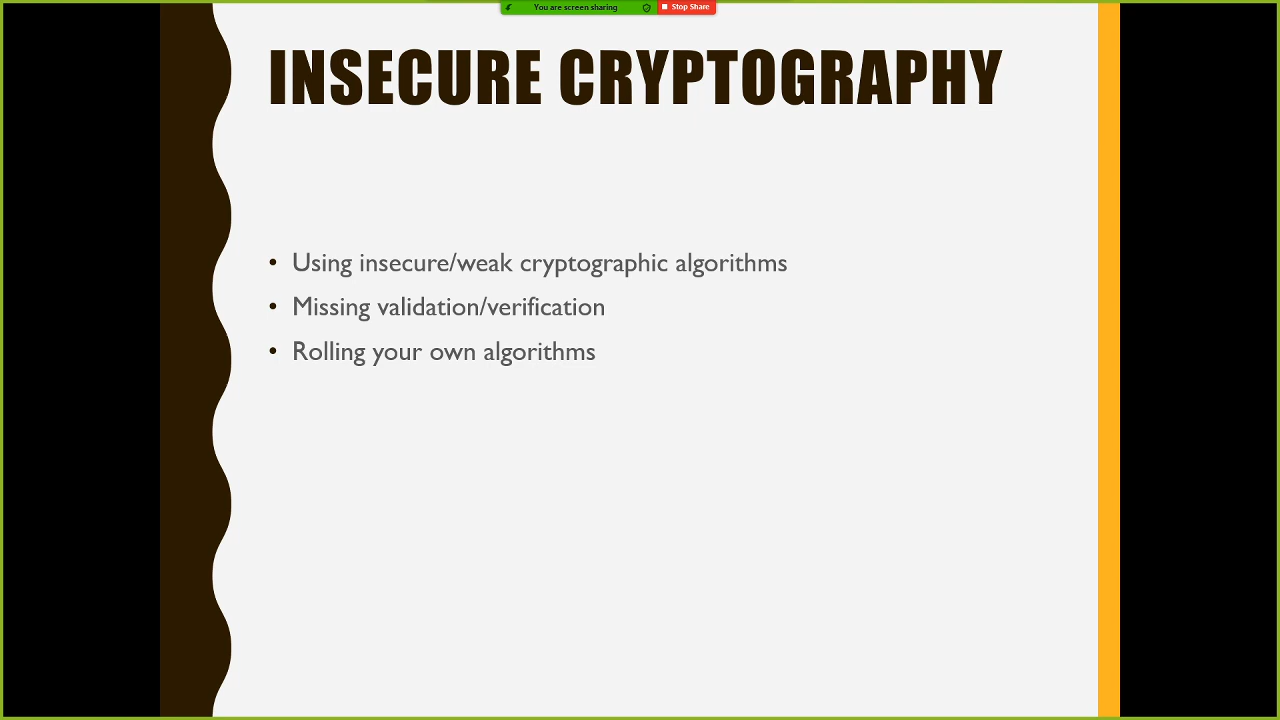 You are screen sharing
Stop Share
INSECURE CRYPTOGRAPHY
• Using insecure/weak cryptographic algorithms
• Missing validation/verification
• Rolling your own algorithms